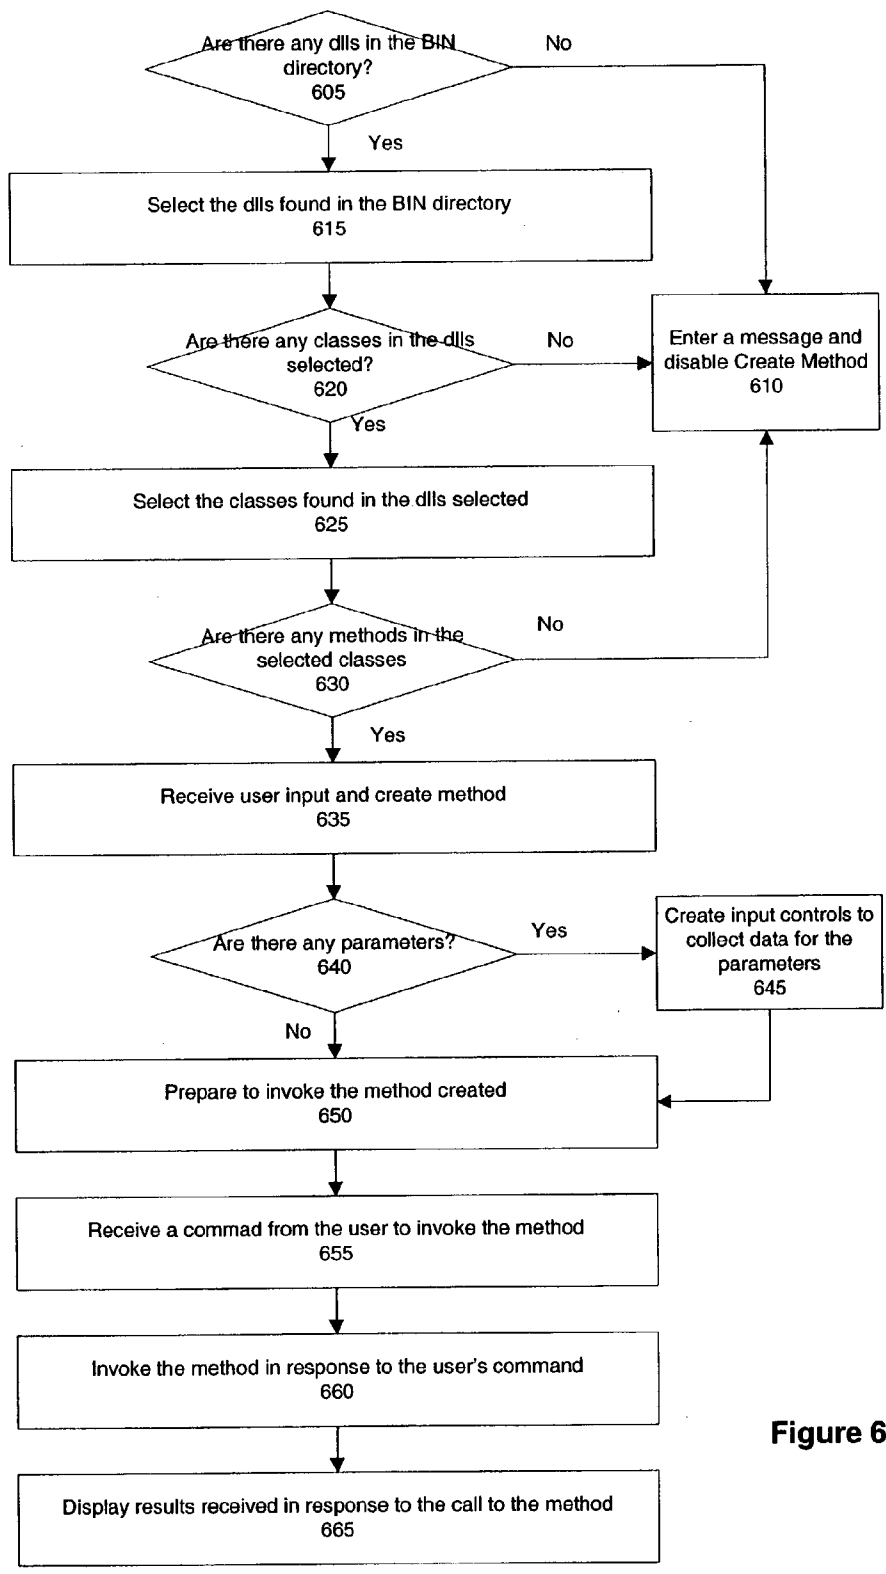 Are there any dlls in the BIN
directory?
605
No
Yes
Select the dlls found in the BIN directory
615
Are there any classes in the dlls
selected?
620
No
Yes
Enter a message and
disable Create Method
610
Select the classes found in the dlls selected
625
Are there any methods in the
selected classes
630
No
Yes
Receive user input and create method
635
Are there any parameters?
640
Yes
No
Create input controls to
collect data for the
parameters
645
Prepare to invoke the method created
650
Receive a commad from the user to invoke the method
655
Invoke the method in response to the user's command
660
Display results received in response to the call to the method
665
Figure 6